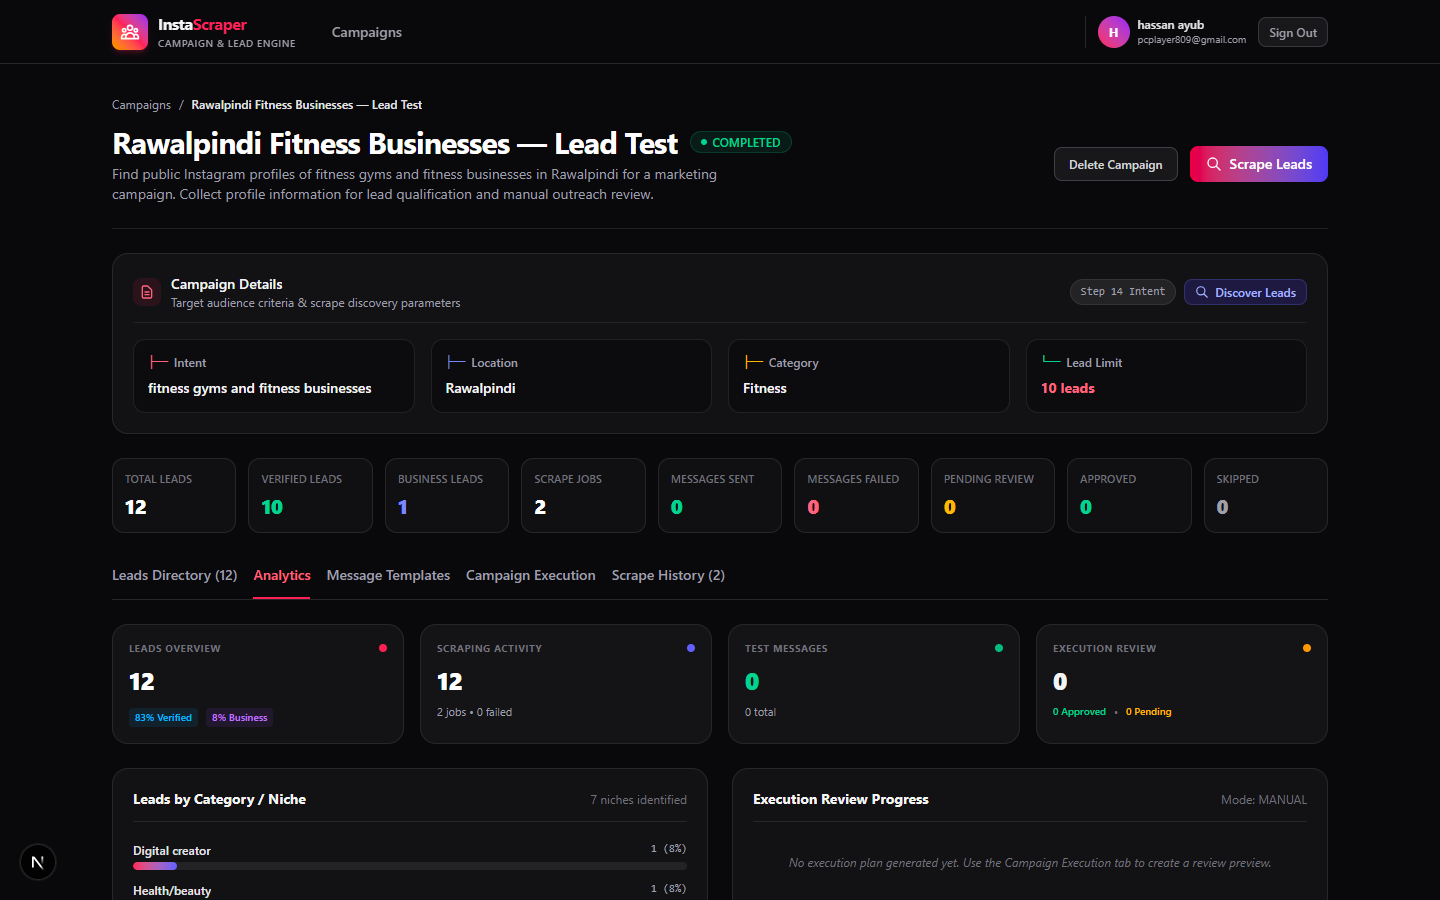 InstaScraper
CAMPAIGN & LEAD ENGINE
Campaigns
H
hassan ayub
pcplayer809@gmail.com
Sign Out
Campaigns / Rawalpindi Fitness Businesses — Lead Test
Rawalpindi Fitness Businesses — Lead Test
COMPLETED
Find public Instagram profiles of fitness gyms and fitness businesses in Rawalpindi for a marketing
campaign. Collect profile information for lead qualification and manual outreach review.
Delete Campaign
Scrape Leads
Campaign Details
Target audience criteria & scrape discovery parameters
Step 14 Intent
Discover Leads
├─ Intent
fitness gyms and fitness businesses
├─ Location
Rawalpindi
├─ Category
Fitness
└─ Lead Limit
10 leads
TOTAL LEADS
12
VERIFIED LEADS
10
BUSINESS LEADS
1
SCRAPE JOBS
2
MESSAGES SENT
0
MESSAGES FAILED
0
PENDING REVIEW
0
APPROVED
0
SKIPPED
0
Leads Directory (12)
Analytics
Message Templates
Campaign Execution
Scrape History (2)
LEADS OVERVIEW
12
83% Verified
8% Business
SCRAPING ACTIVITY
12
2 jobs • 0 failed
TEST MESSAGES
0
0 total
EXECUTION REVIEW
0
0 Approved • 0 Pending
Leads by Category / Niche
7 niches identified
Digital creator
1 (8%)
Health/beauty
1 (8%)
Execution Review Progress
Mode: MANUAL
No execution plan generated yet. Use the Campaign Execution tab to create a review preview.
N